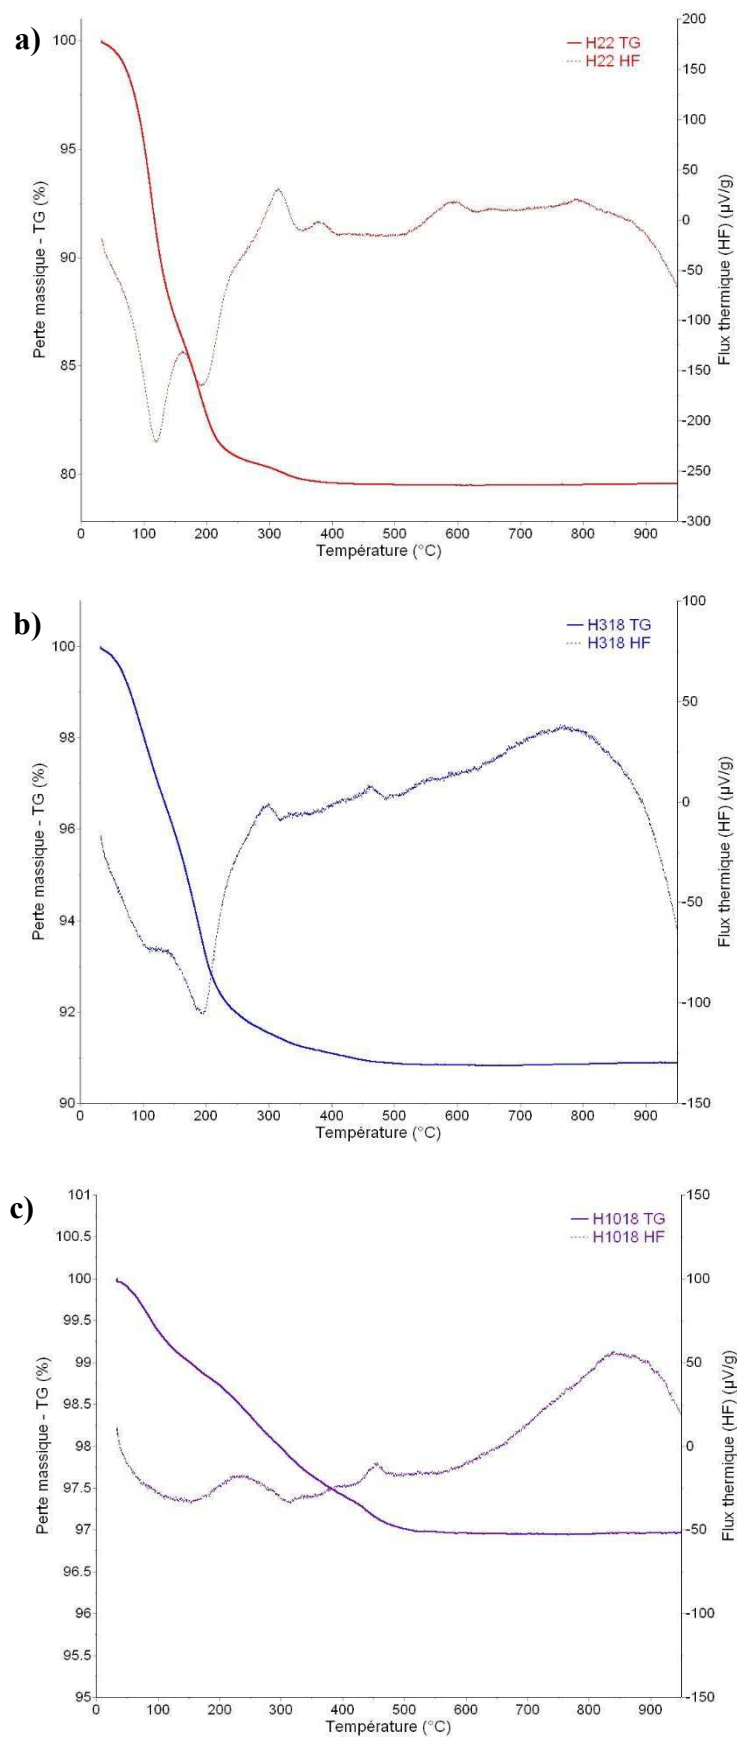 a)
H22 TG
H22 HF
100
95
90
85
80
Perte massique - TG (%)
200
150
100
50
0
-50
-100
-150
-200
-250
-300
Flux thermique (HF) (µV/g)
0 100 200 300 400 500 600 700 800 900
Température (°C)
b)
H318 TG
H318 HF
100
98
96
94
92
90
Perte massique - TG (%)
100
50
0
-50
-100
-150
Flux thermique (HF) (µV/g)
0 100 200 300 400 500 600 700 800 900
Température (°C)
c)
H1018 TG
H1018 HF
101
100.5
100
99.5
99
98.5
98
97.5
97
96.5
96
95.5
95
Perte massique - TG (%)
150
100
50
0
-50
-100
-150
Flux thermique (HF) (µV/g)
0 100 200 300 400 500 600 700 800 900
Température (°C)